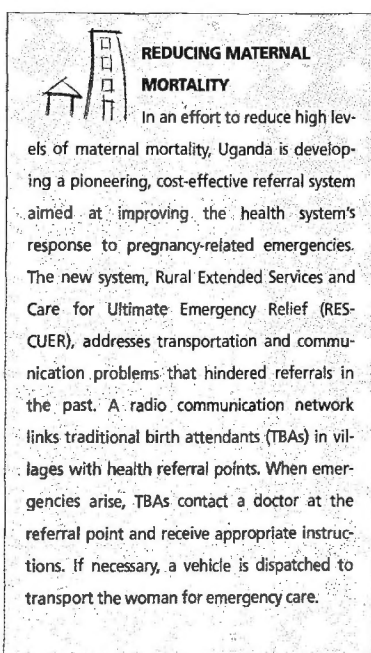 REDUCING MATERNAL
MORTALITY
In an effort to reduce high lev-
els of maternal mortality, Uganda is develop-
ing a pioneering, cost-effective referral system
aimed at improving the health system's
response to pregnancy-related emergencies.
The new system, Rural Extended Services and
Care for Ultimate Emergency Relief (RES-
CUER), addresses transportation and commu-
nication problems that hindered referrals in
the past. A radio communication network
links traditional birth attendants (TBAs) in vil-
lages with health referral points. When emer-
gencies arise, TBAs contact a doctor at the
referral point and receive appropriate instruc-
tions. If necessary, a vehicle is dispatched to
transport the woman for emergency care.